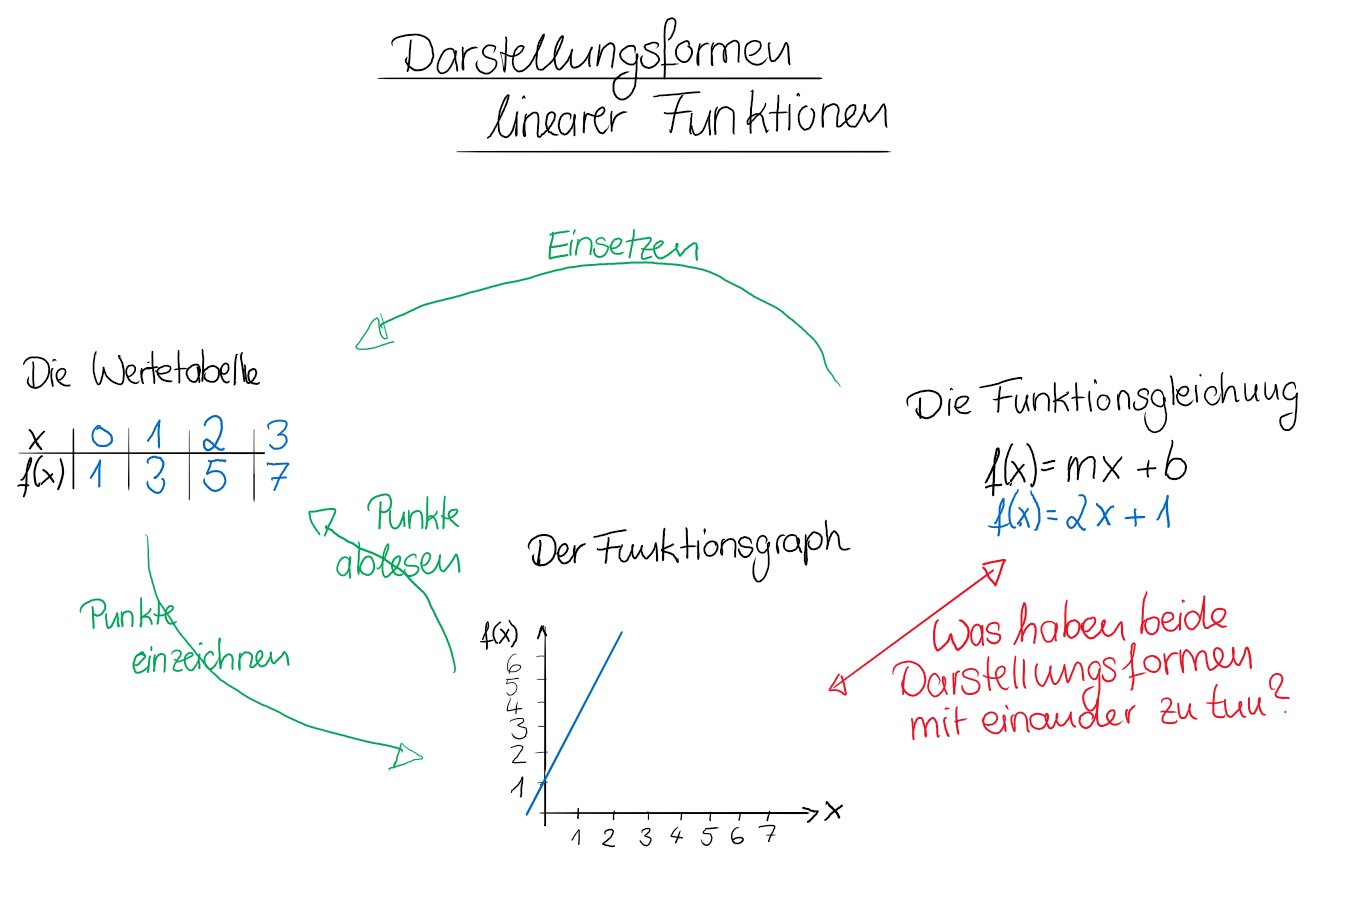 Darstellungsformen
linearer Funktionen
Einsetzen
Die Wertetabelle
x 0 1 2 3
f(x) 1 3 5 7
Die Funktionsgleichung
f(x)= mx + b
f(x)= 2x + 1
Punkte
ablesen
Punkte
einzeichnen
Der Funktionsgraph
f(x)
6
5
4
3
2
1
1 2 3 4 5 6 7
x
Was haben beide
Darstellungsformen
mit einander zu tun?